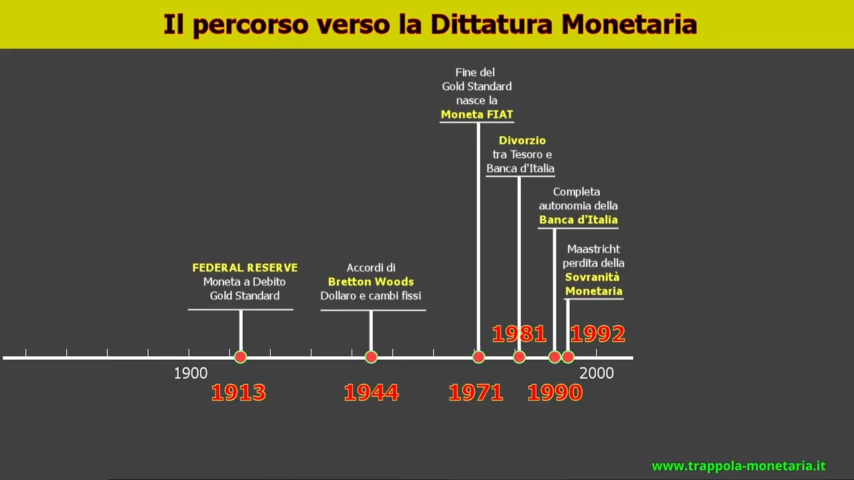 Il percorso verso la Dittatura Monetaria
Fine del
Gold Standard
nasce la
Moneta FIAT
Divorzio
tra Tesoro e
Banca d'Italia
Completa
autonomia della
Banca d'Italia
Maastricht
perdita della
Sovranità
Monetaria
FEDERAL RESERVE
Moneta a Debito
Gold Standard
Accordi di
Bretton Woods
Dollaro e cambi fissi
1981
1992
1900
2000
1913
1944
1971
1990
www.trappola-monetaria.it